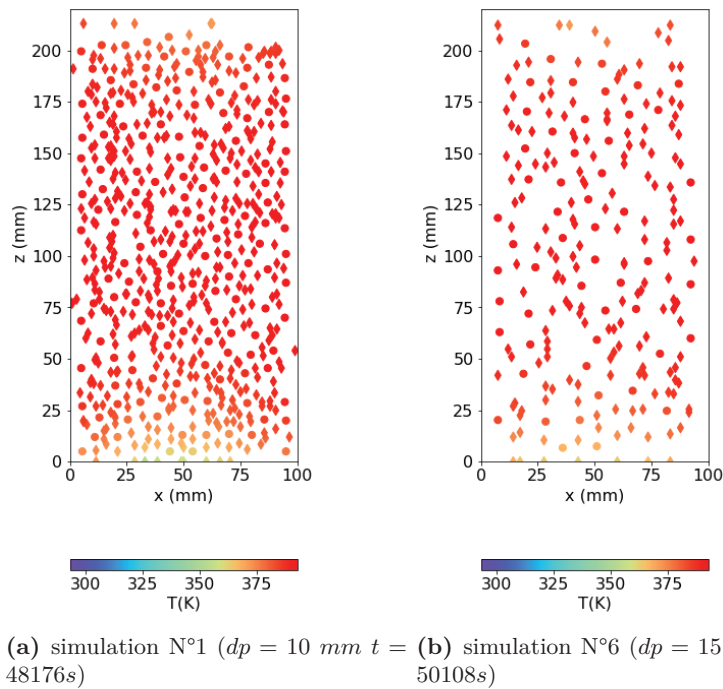 200
175
150
125
100
75
50
25
0
z (mm)
0 25 50 75 100
x (mm)
300 325 350 375
T(K)
200
175
150
125
100
75
50
25
0
z (mm)
0 25 50 75 100
x (mm)
300 325 350 375
T(K)
(a) simulation N°1 (dp = 10 mm t =
48176s)
(b) simulation N°6 (dp = 15
50108s)